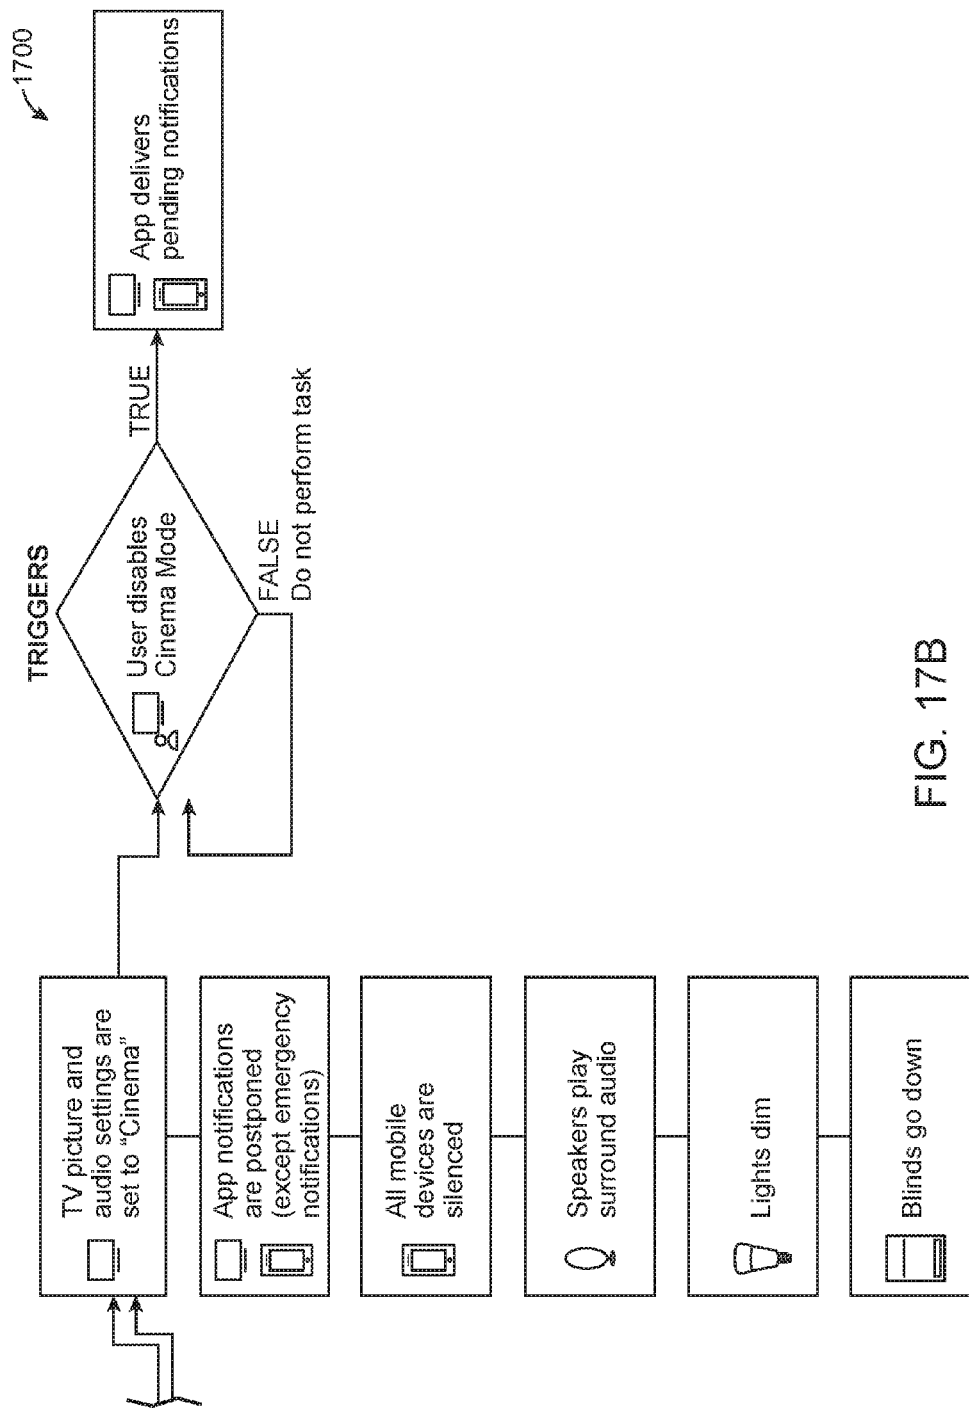 1700
TV picture and
audio settings are
set to “Cinema”
App notifications
are postponed
(except emergency
notifications)
All mobile
devices are
silenced
Speakers play
surround audio
Lights dim
Blinds go down
TRIGGERS
User disables
Cinema Mode
TRUE
FALSE
Do not perform task
App delivers
pending notifications
FIG. 17B